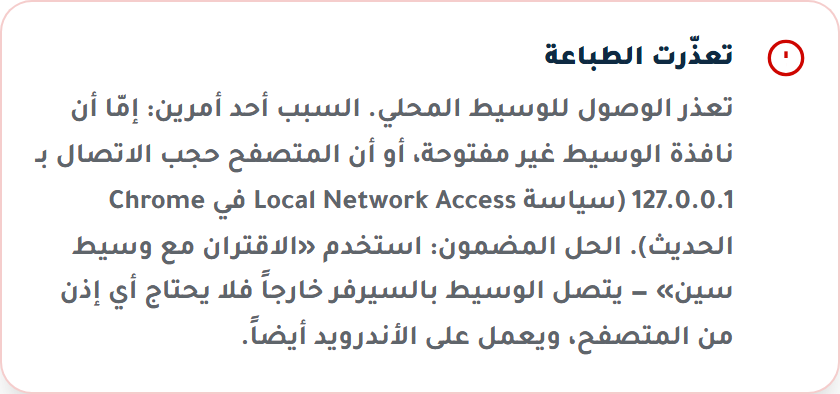 تعذّرت الطباعة
تعذر الوصول للوسيط المحلي. السبب أحد أمرين: إمّا أن
نافذة الوسيط غير مفتوحة، أو أن المتصفح حجب الاتصال بـ
127.0.0.1 (سياسة Local Network Access في Chrome
الحديث). الحل المضمون: استخدم «الاقتران مع وسيط
سين» — يتصل الوسيط بالسيرفر خارجاً فلا يحتاج أي إذن
من المتصفح، ويعمل على الأندرويد أيضاً.